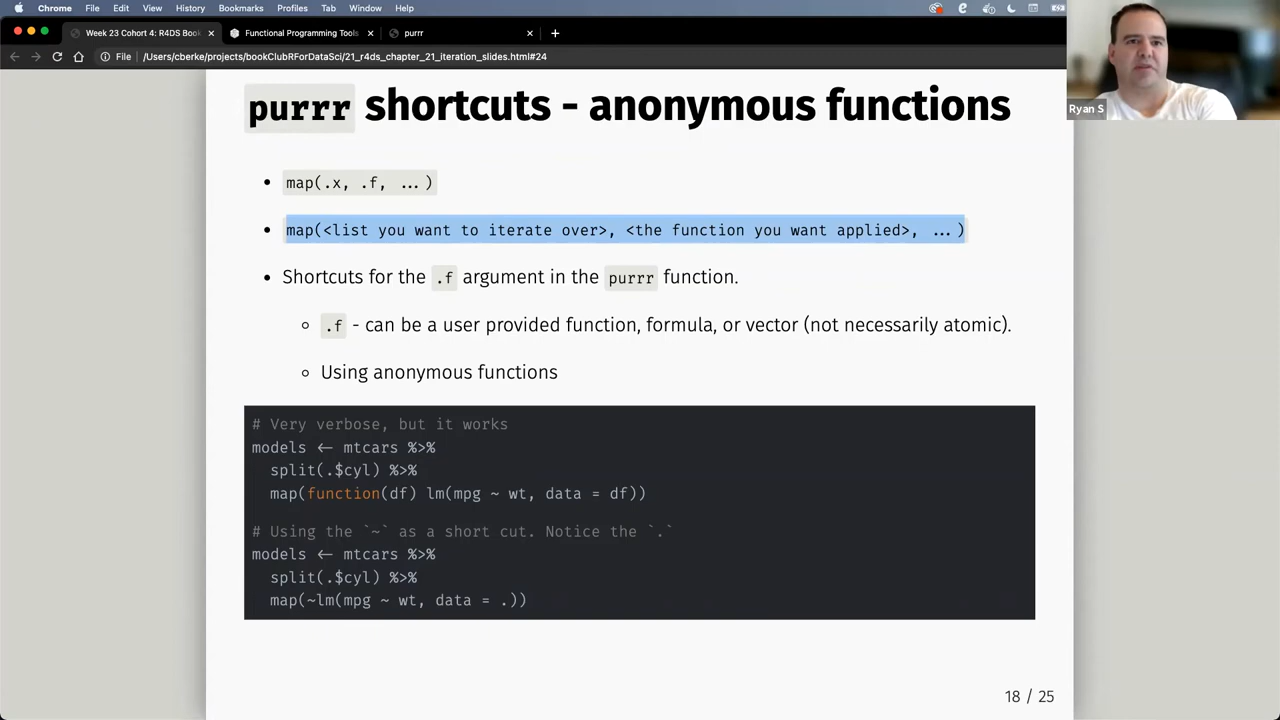 Chrome File Edit View History Bookmarks Profiles Tab Window Help
Week 23 Cohort 4: R4DS Boo × Functional Programming Tools × purrr × +
File /Users/cberke/projects/bookClubRForDataSci/21_r4ds_chapter_21_iteration_slides.html#24
Ryan S
purrr shortcuts - anonymous functions
• map(.x, .f, ...)
• map(<list you want to iterate over>, <the function you want applied>, ...)
• Shortcuts for the .f argument in the purrr function.
◦ .f - can be a user provided function, formula, or vector (not necessarily atomic).
◦ Using anonymous functions
# Very verbose, but it works
models <- mtcars %>%
split(.$cyl) %>%
map(function(df) lm(mpg ~ wt, data = df))
# Using the `~` as a short cut. Notice the `.`
models <- mtcars %>%
split(.$cyl) %>%
map(~lm(mpg ~ wt, data = .))
18 / 25